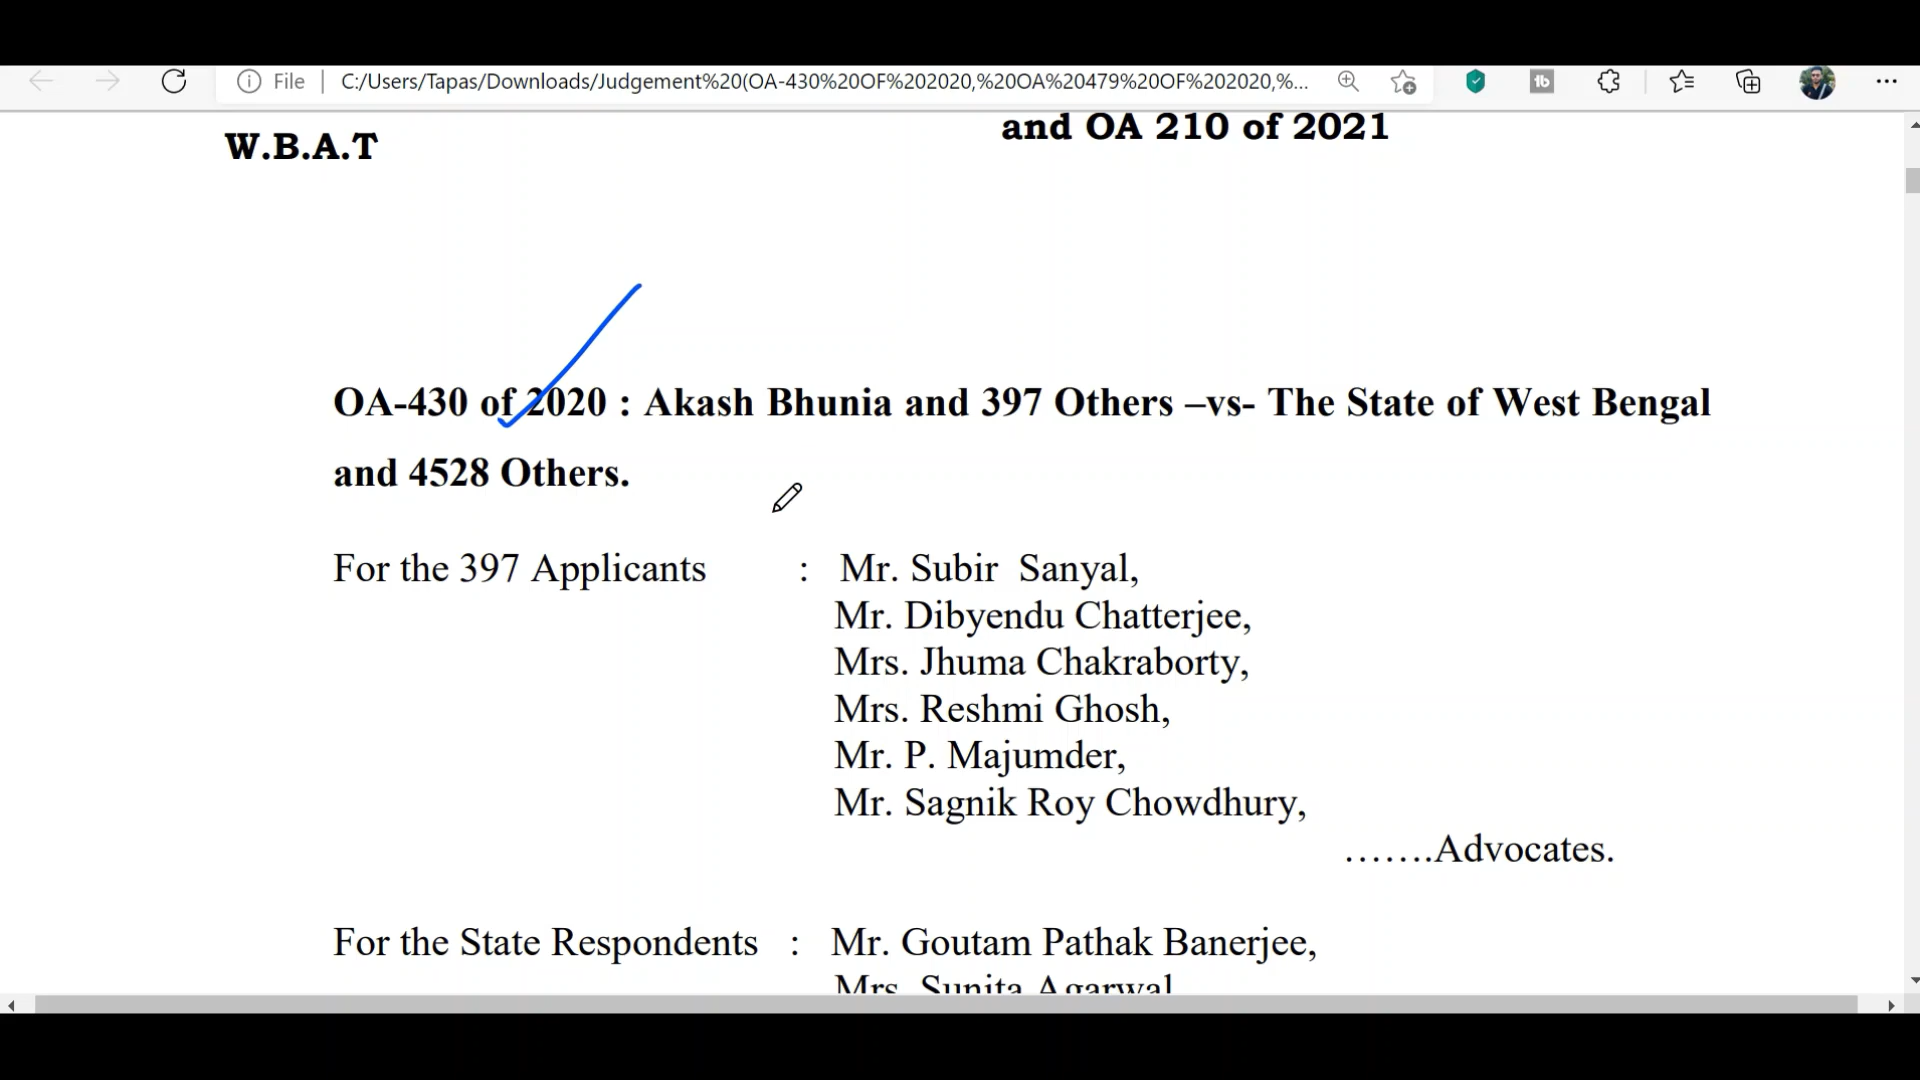 File | C:/Users/Tapas/Downloads/Judgement%20(OA-430%20OF%202020,%20OA%20479%20OF%202020,%...
and OA 210 of 2021
W.B.A.T
OA-430 of 2020 : Akash Bhunia and 397 Others –vs- The State of West Bengal
and 4528 Others.
For the 397 Applicants : Mr. Subir Sanyal,
Mr. Dibyendu Chatterjee,
Mrs. Jhuma Chakraborty,
Mrs. Reshmi Ghosh,
Mr. P. Majumder,
Mr. Sagnik Roy Chowdhury,
…….Advocates.
For the State Respondents : Mr. Goutam Pathak Banerjee,
Mrs. Sunita Agarwal